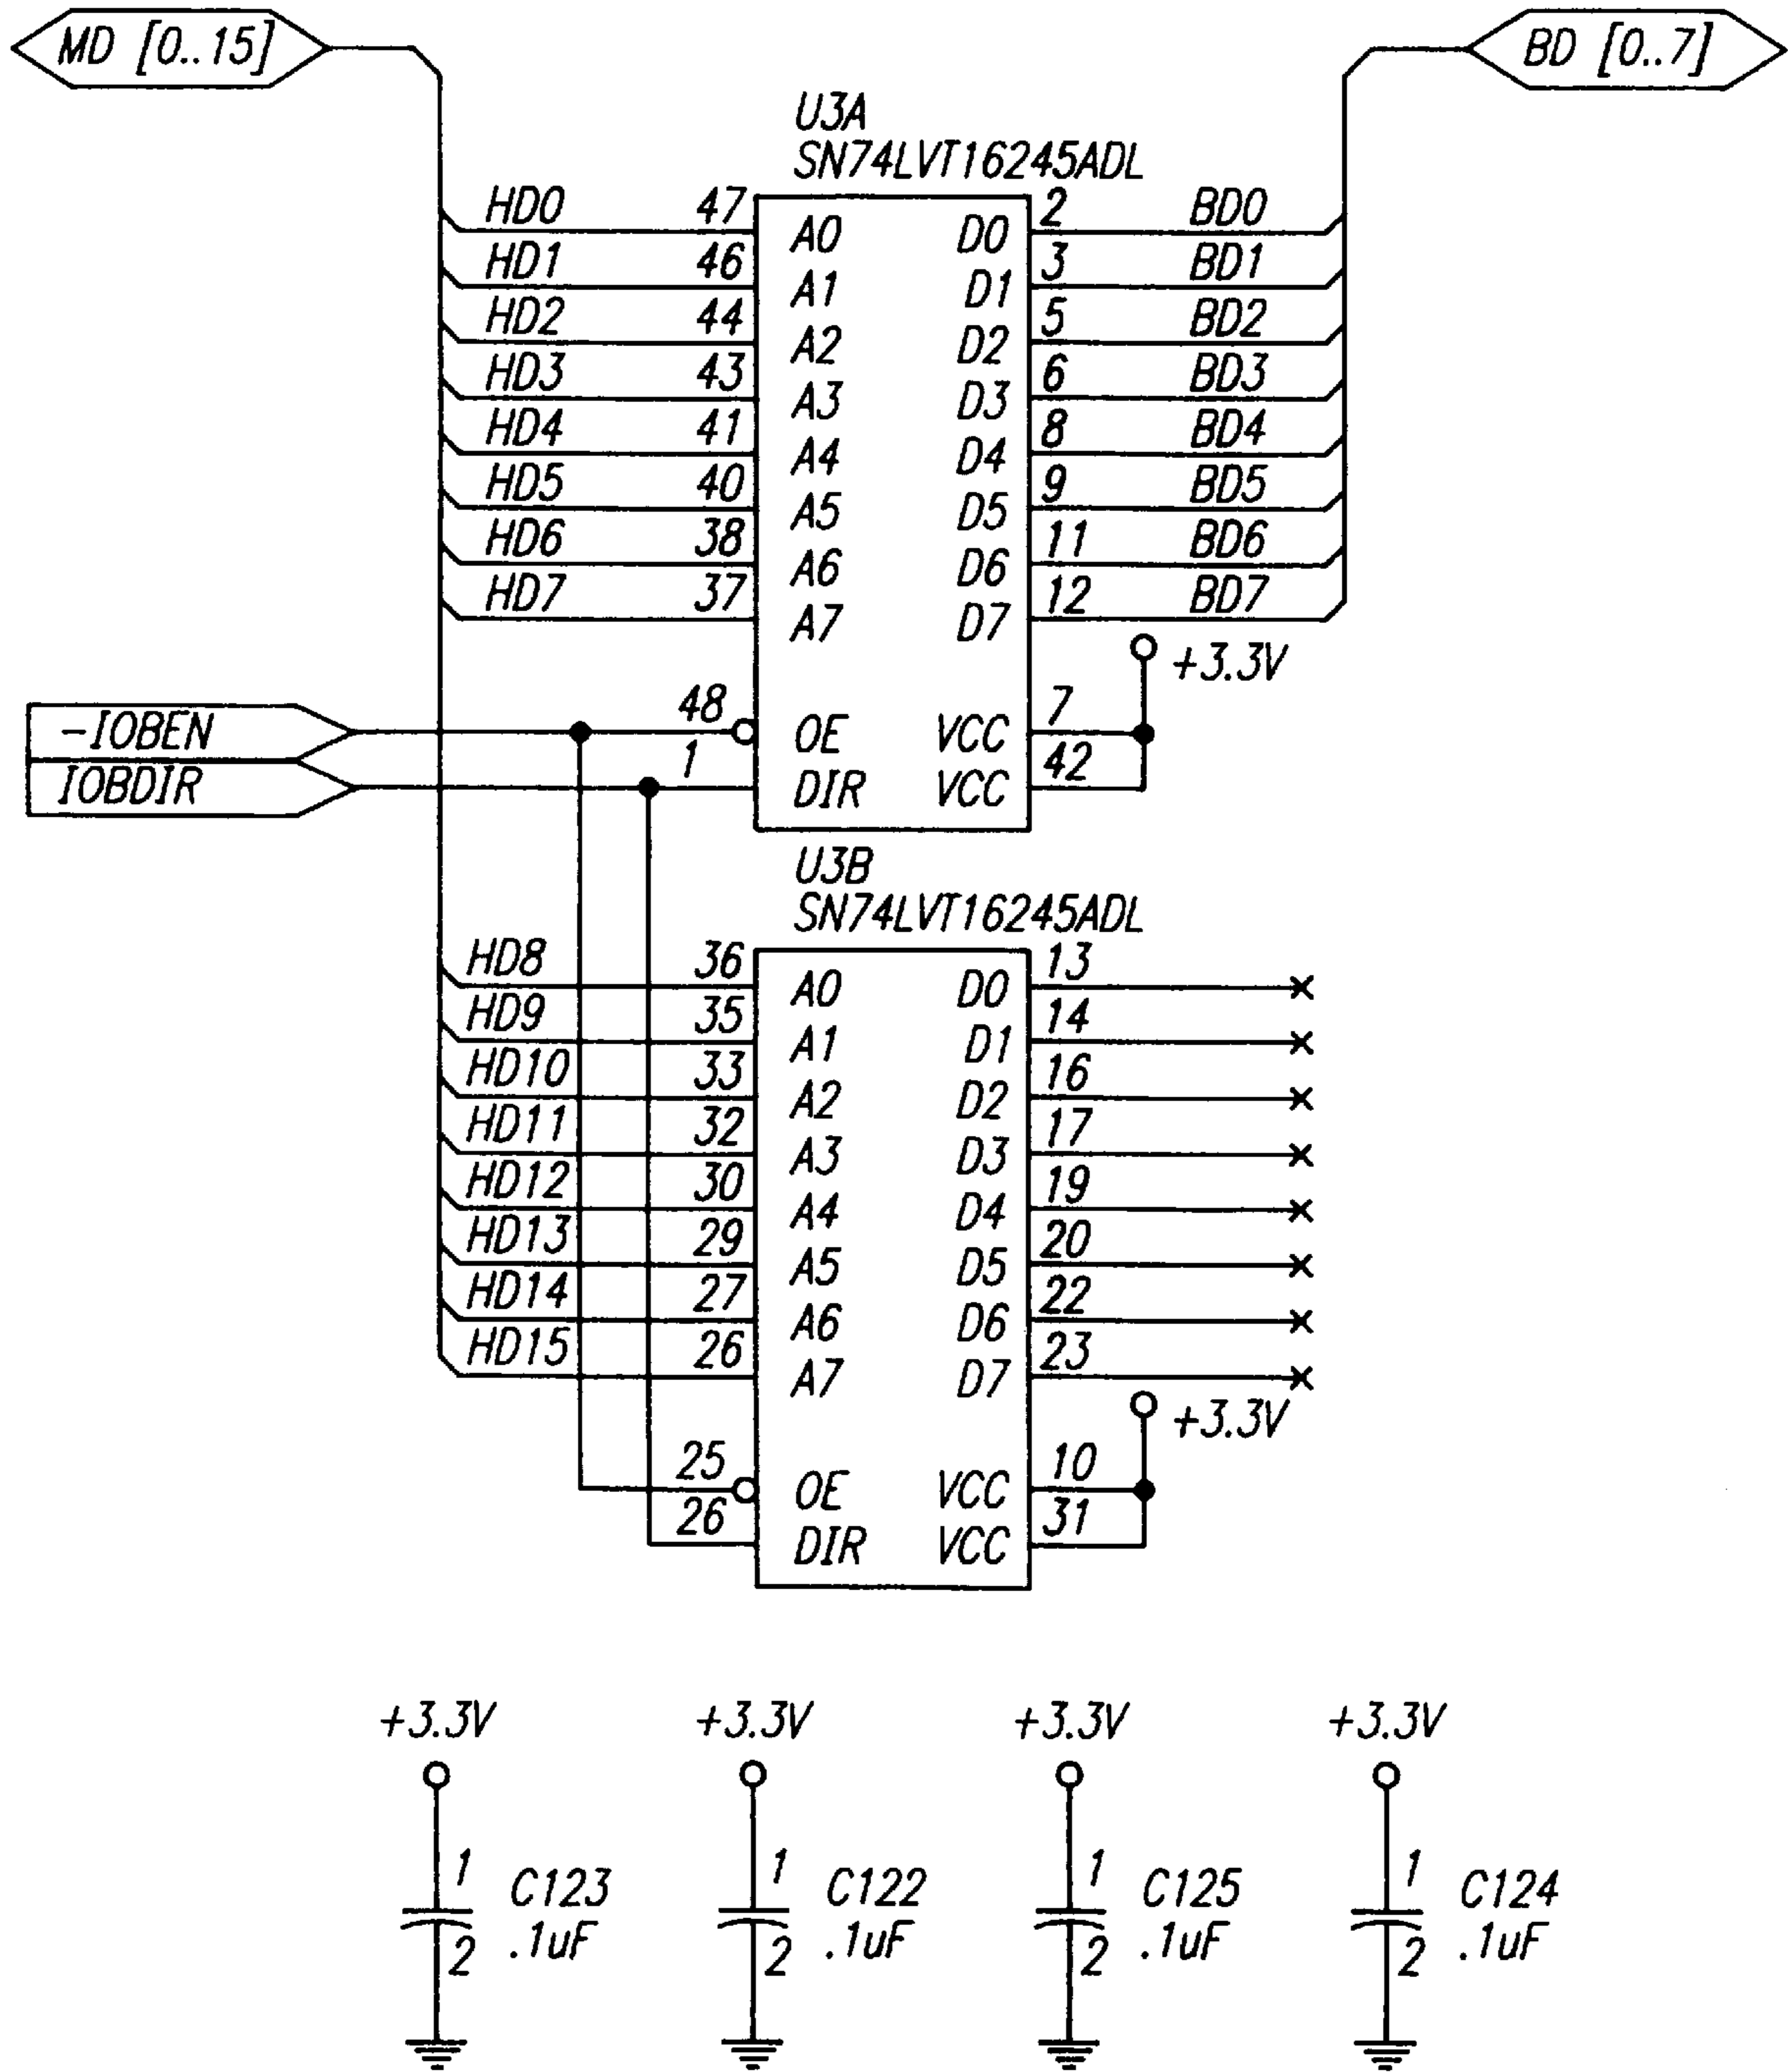 MD [0..15]
BD [0..7]
U3A
SN74LVT16245ADL
HD0 47 A0 D0 2 BD0
HD1 46 A1 D1 3 BD1
HD2 44 A2 D2 5 BD2
HD3 43 A3 D3 6 BD3
HD4 41 A4 D4 8 BD4
HD5 40 A5 D5 9 BD5
HD6 38 A6 D6 11 BD6
HD7 37 A7 D7 12 BD7
+3.3V
-IOBEN 48 OE VCC 7
IOBDIR 1 DIR VCC 42
U3B
SN74LVT16245ADL
HD8 36 A0 D0 13
HD9 35 A1 D1 14
HD10 33 A2 D2 16
HD11 32 A3 D3 17
HD12 30 A4 D4 19
HD13 29 A5 D5 20
HD14 27 A6 D6 22
HD15 26 A7 D7 23
+3.3V
25 OE VCC 10
26 DIR VCC 31
+3.3V +3.3V +3.3V +3.3V
1 C123 1 C122 1 C125 1 C124
2 .1uF 2 .1uF 2 .1uF 2 .1uF